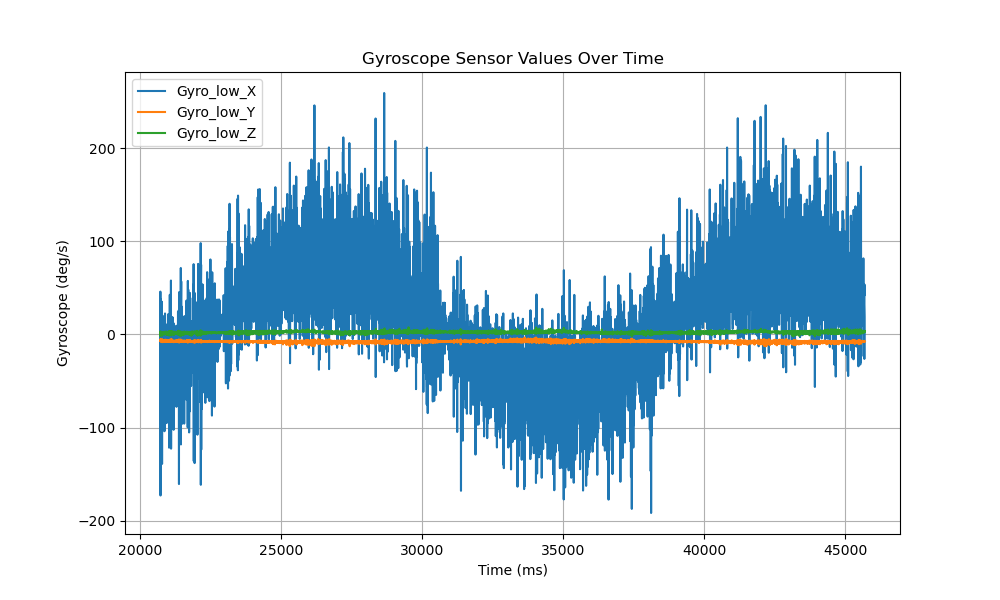 Gyroscope Sensor Values Over Time
Gyro_low_X
Gyro_low_Y
Gyro_low_Z
Gyroscope (deg/s)
200
100
0
−100
−200
20000 25000 30000 35000 40000 45000
Time (ms)